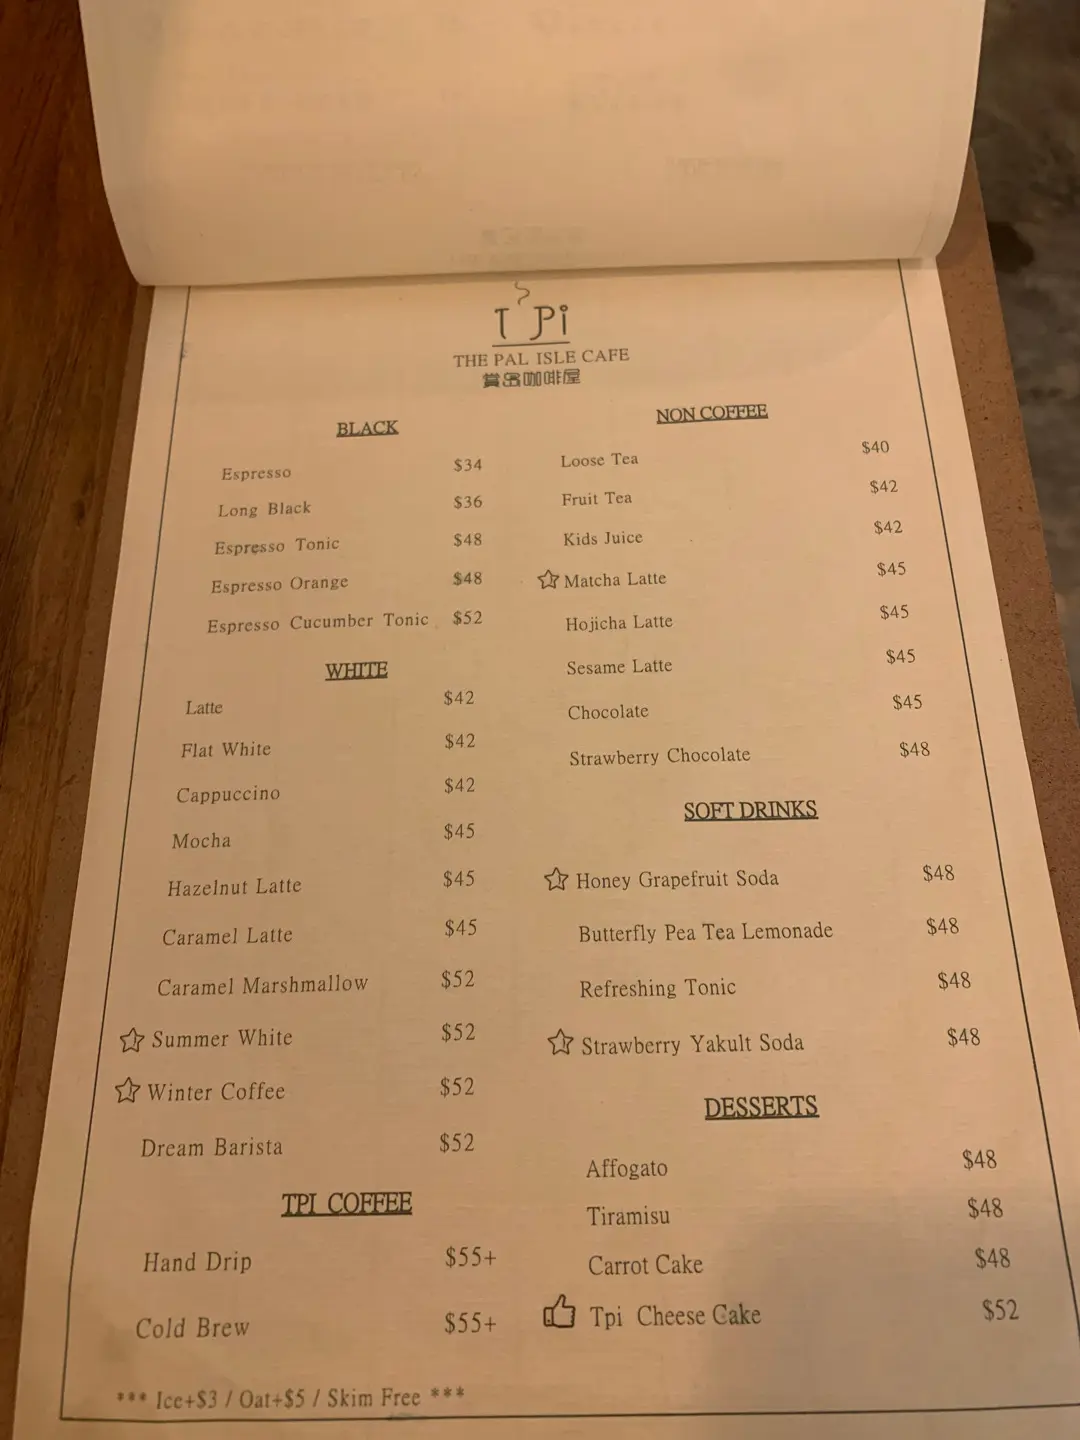 T Pi
THE PAL ISLE CAFE
賞島咖啡屋
BLACK
Espresso $34
Long Black $36
Espresso Tonic $48
Espresso Orange $48
Espresso Cucumber Tonic $52
WHITE
Latte $42
Flat White $42
Cappuccino $42
Mocha $45
Hazelnut Latte $45
Caramel Latte $45
Caramel Marshmallow $52
Summer White $52
Winter Coffee $52
Dream Barista $52
TPI COFFEE
Hand Drip $55+
Cold Brew $55+
*** Ice+$3 / Oat+$5 / Skim Free ***
NON COFFEE
Loose Tea $40
Fruit Tea $42
Kids Juice $42
Matcha Latte $45
Hojicha Latte $45
Sesame Latte $45
Chocolate $45
Strawberry Chocolate $48
SOFT DRINKS
Honey Grapefruit Soda $48
Butterfly Pea Tea Lemonade $48
Refreshing Tonic $48
Strawberry Yakult Soda $48
DESSERTS
Affogato $48
Tiramisu $48
Carrot Cake $48
Tpi Cheese Cake $52